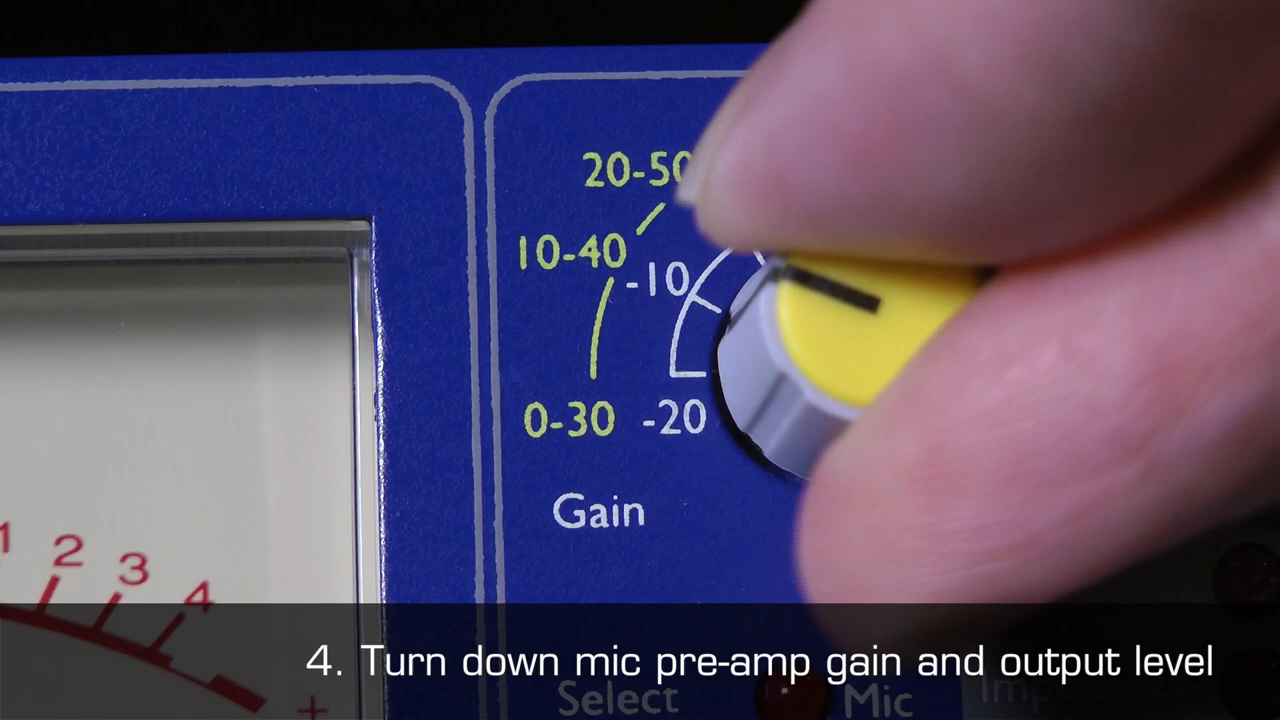 20-50
10-40
-10
0-30 -20
Gain
1 2 3 4
+
4. Turn down mic pre-amp gain and output level
Select Mic